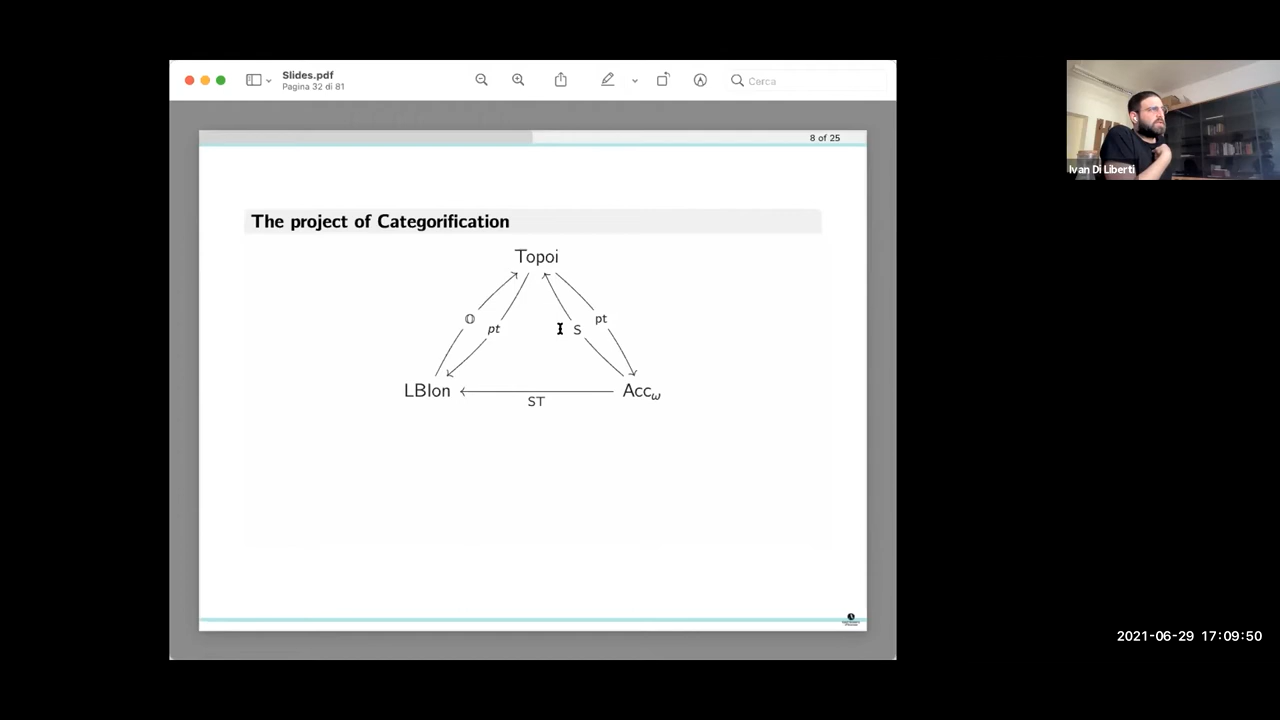 Slides.pdf
Pagina 32 di 81
Cerca
8 of 25
The project of Categorification
Topoi
𝕆
pt
S
pt
LBIon
Acc_ω
ST
Ivan Di Liberti
2021-06-29 17:09:50